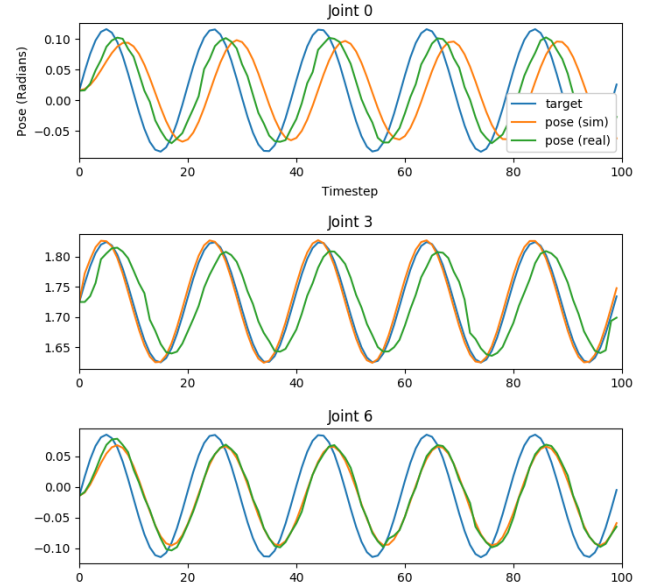 Joint 0
Pose (Radians)
0.10
0.05
0.00
−0.05
target
pose (sim)
pose (real)
0 20 40 60 80 100
Timestep
Joint 3
1.80
1.75
1.70
1.65
0 20 40 60 80 100
Joint 6
0.05
0.00
−0.05
−0.10
0 20 40 60 80 100